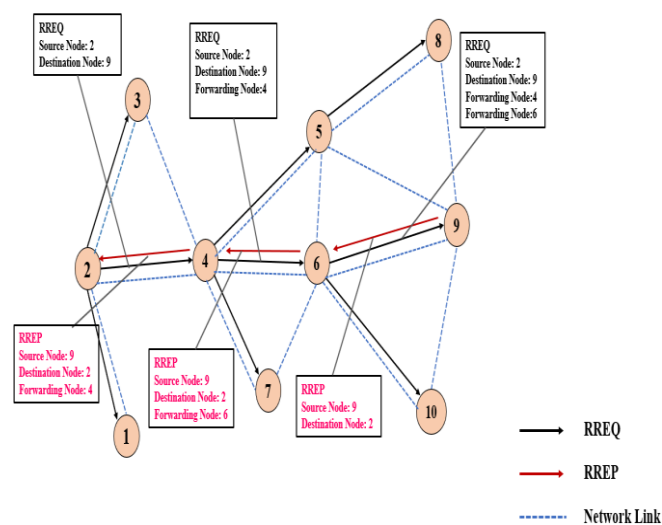 RREQ
Source Node: 2
Destination Node: 9
RREQ
Source Node: 2
Destination Node: 9
Forwarding Node:4
RREQ
Source Node: 2
Destination Node: 9
Forwarding Node:4
Forwarding Node:6
8
3
5
9
2
4
6
RREP
Source Node: 9
Destination Node: 2
Forwarding Node: 4
RREP
Source Node: 9
Destination Node: 2
Forwarding Node: 6
RREP
Source Node: 9
Destination Node: 2
7
10
1
RREQ
RREP
Network Link